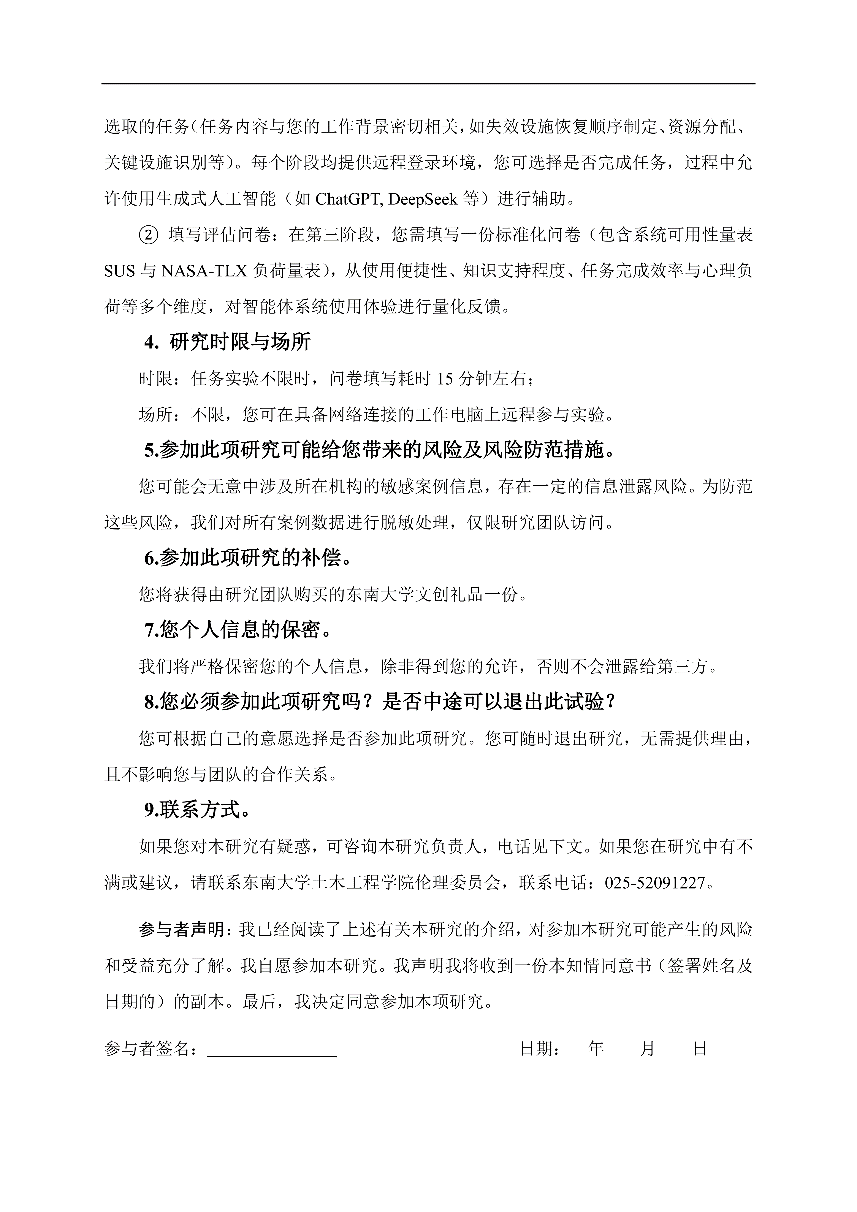 选取的任务（任务内容与您的工作背景密切相关，如失效设施恢复顺序制定、资源分配、
关键设施识别等）。每个阶段均提供远程登录环境，您可选择是否完成任务，过程中允
许使用生成式人工智能（如 ChatGPT, DeepSeek 等）进行辅助。
② 填写评估问卷：在第三阶段，您需填写一份标准化问卷（包含系统可用性量表
SUS 与 NASA-TLX 负荷量表），从使用便捷性、知识支持程度、任务完成效率与心理负
荷等多个维度，对智能体系统使用体验进行量化反馈。
4. 研究时限与场所
时限：任务实验不限时，问卷填写耗时 15 分钟左右；
场所：不限，您可在具备网络连接的工作电脑上远程参与实验。
5.参加此项研究可能给您带来的风险及风险防范措施。
您可能会无意中涉及所在机构的敏感案例信息，存在一定的信息泄露风险。为防范
这些风险，我们对所有案例数据进行脱敏处理，仅限研究团队访问。
6.参加此项研究的补偿。
您将获得由研究团队购买的东南大学文创礼品一份。
7.您个人信息的保密。
我们将严格保密您的个人信息，除非得到您的允许，否则不会泄露给第三方。
8.您必须参加此项研究吗？是否中途可以退出此试验？
您可根据自己的意愿选择是否参加此项研究。您可随时退出研究，无需提供理由，
且不影响您与团队的合作关系。
9.联系方式。
如果您对本研究有疑惑，可咨询本研究负责人，电话见下文。如果您在研究中有不
满或建议，请联系东南大学土木工程学院伦理委员会，联系电话：025-52091227。
参与者声明：我已经阅读了上述有关本研究的介绍，对参加本研究可能产生的风险
和受益充分了解。我自愿参加本研究。我声明我将收到一份本知情同意书（签署姓名及
日期的）的副本。最后，我决定同意参加本项研究。
参与者签名：_______________ 日期： 年 月 日